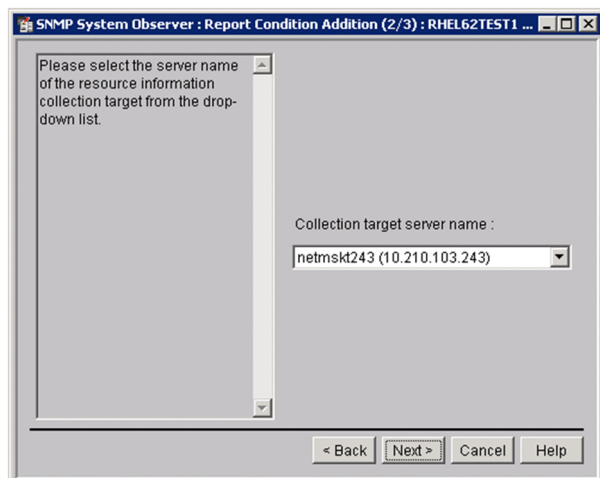 SNMP System Observer : Report Condition Addition (2/3) : RHEL62TEST1 ...
Please select the server name
of the resource information
collection target from the drop-
down list.
Collection target server name :
netmskt243 (10.210.103.243)
< Back Next > Cancel Help